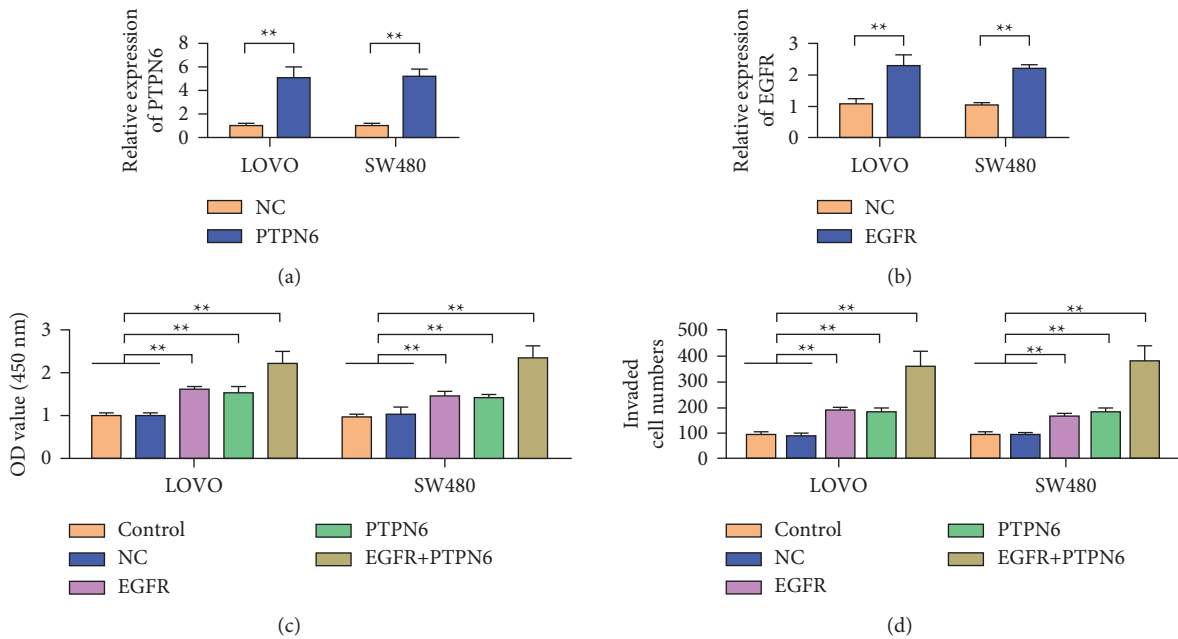 Relative expression
of PTPN6
8
6
4
2
0
**
**
LOVO
SW480
NC
PTPN6
(a)
Relative expression
of EGFR
3
2
1
0
**
**
LOVO
SW480
NC
EGFR
(b)
OD value (450 nm)
3
2
1
0
**
**
**
**
**
**
LOVO
SW480
Control
NC
EGFR
PTPN6
EGFR+PTPN6
(c)
Invaded
cell numbers
500
400
300
200
100
0
**
**
**
**
**
**
LOVO
SW480
Control
NC
EGFR
PTPN6
EGFR+PTPN6
(d)